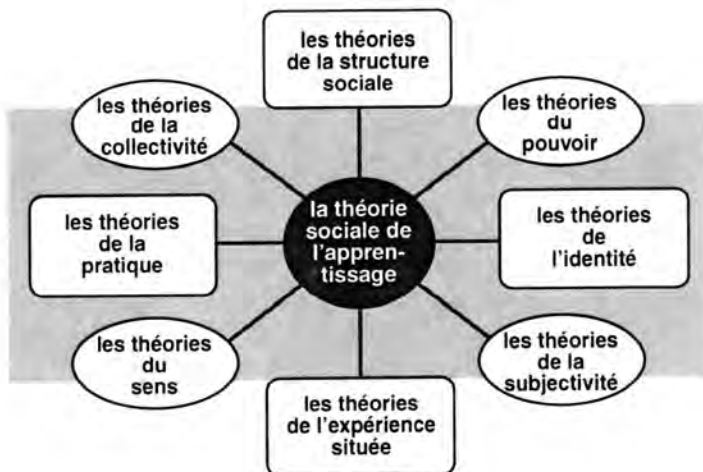 les théories
de la structure
sociale
les théories
de la
collectivité
les théories
du
pouvoir
les théories
de la
pratique
la théorie
sociale de
l'appren-
tissage
les théories
de
l'identité
les théories
du
sens
les théories
de la
subjectivité
les théories
de l'expérience
située